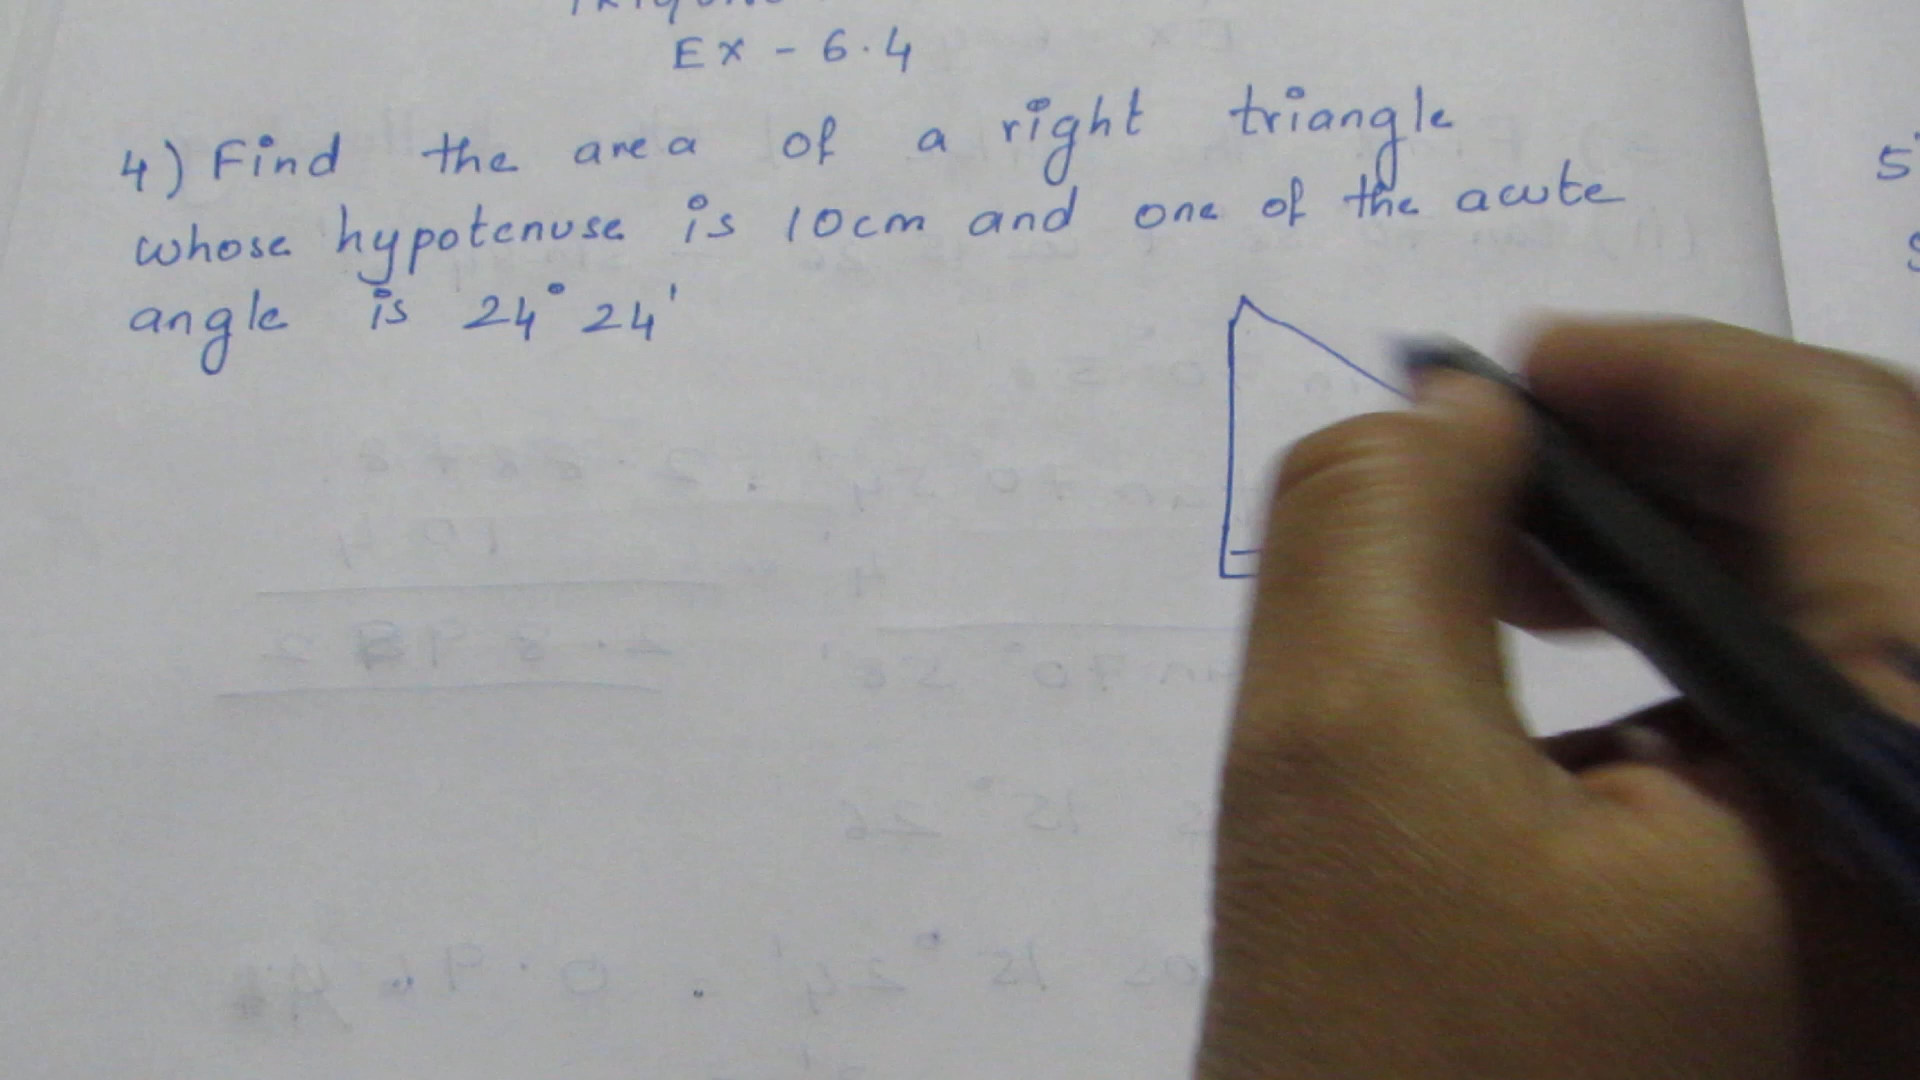 Ex - 6.4
4) Find the area of a right triangle
whose hypotenuse is 10cm and one of the acute
angle is 24° 24'
5